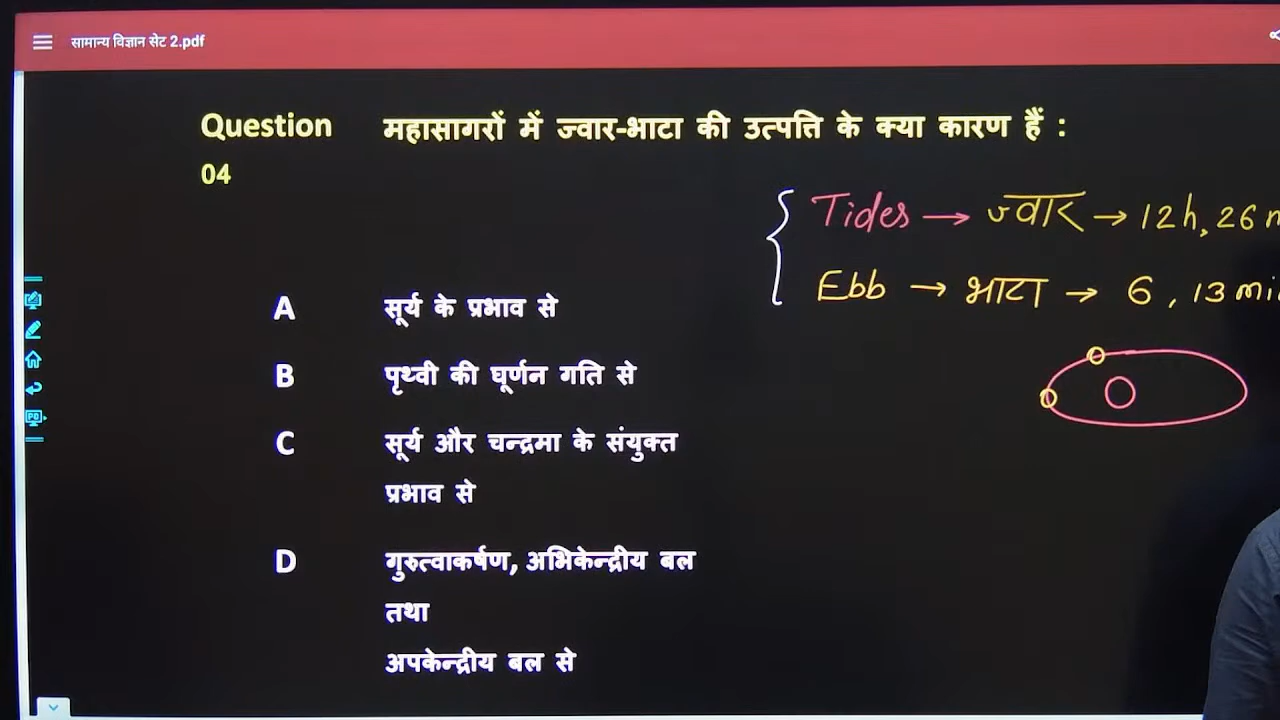 सामान्य विज्ञान सेट 2.pdf
Question 04
महासागरों में ज्वार-भाटा की उत्पत्ति के क्या कारण हैं :
Tides → ज्वार → 12h, 26
Ebb → भाटा → 6, 13 mi
A सूर्य के प्रभाव से
B पृथ्वी की घूर्णन गति से
C सूर्य और चन्द्रमा के संयुक्त
प्रभाव से
D गुरुत्वाकर्षण, अभिकेन्द्रीय बल
तथा
अपकेन्द्रीय बल से